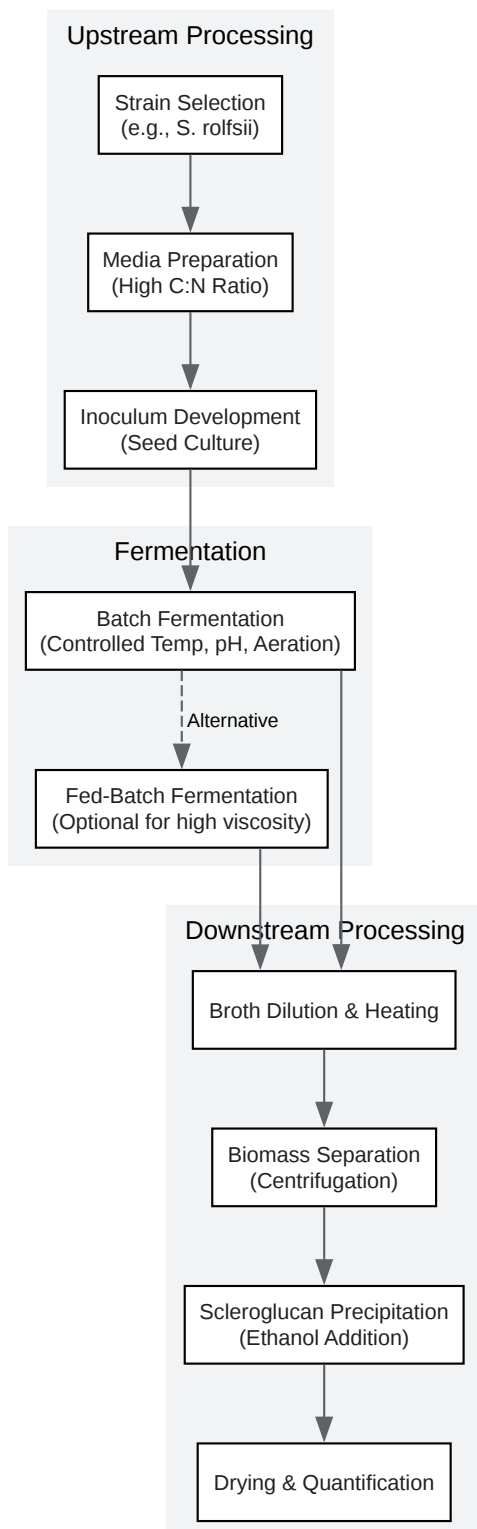 Upstream Processing
Strain Selection
(e.g., S. rolfsii)
Media Preparation
(High C:N Ratio)
Inoculum Development
(Seed Culture)
Fermentation
Batch Fermentation
(Controlled Temp, pH, Aeration)
Alternative
Fed-Batch Fermentation
(Optional for high viscosity)
Downstream Processing
Broth Dilution & Heating
Biomass Separation
(Centrifugation)
Scleroglucan Precipitation
(Ethanol Addition)
Drying & Quantification